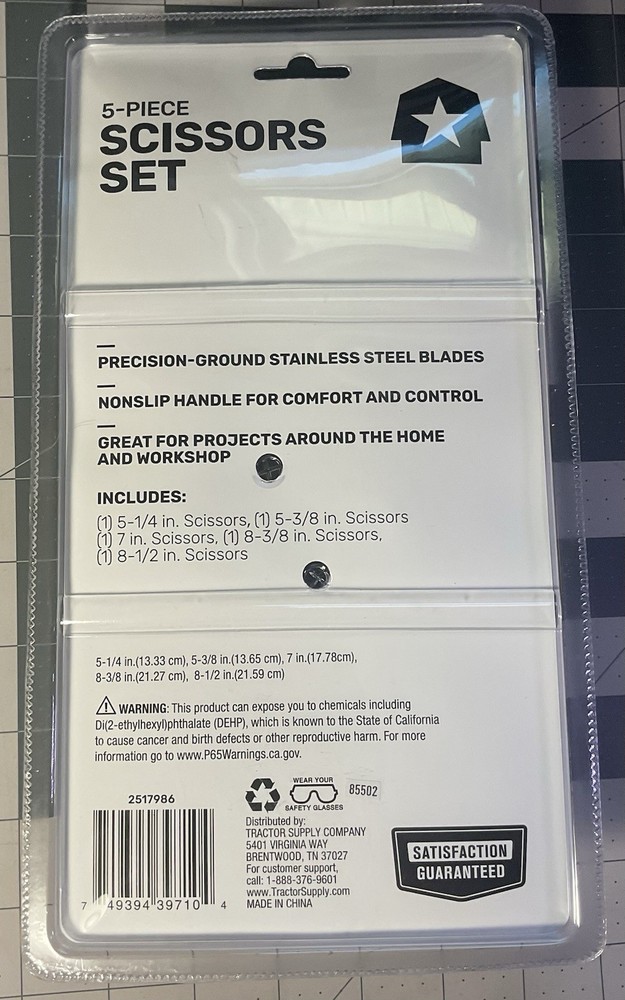 5-PIECE
SCISSORS
SET
PRECISION-GROUND STAINLESS STEEL BLADES
NONSLIP HANDLE FOR COMFORT AND CONTROL
GREAT FOR PROJECTS AROUND THE HOME
AND WORKSHOP
INCLUDES:
(1) 5-1/4 in. Scissors, (1) 5-3/8 in. Scissors
(1) 7 in. Scissors, (1) 8-3/8 in. Scissors,
(1) 8-1/2 in. Scissors
5-1/4 in.(13.33 cm), 5-3/8 in.(13.65 cm), 7 in.(17.78cm),
8-3/8 in.(21.27 cm), 8-1/2 in.(21.59 cm)
WARNING: This product can expose you to chemicals including
Di(2-ethylhexyl)phthalate (DEHP), which is known to the State of California
to cause cancer and birth defects or other reproductive harm. For more
information go to www.P65Warnings.ca.gov.
2517986
7 49394 39710 4
WEAR YOUR
SAFETY GLASSES
85502
Distributed by:
TRACTOR SUPPLY COMPANY
5401 VIRGINIA WAY
BRENTWOOD, TN 37027
For customer support,
call: 1-888-376-9601
www.TractorSupply.com
MADE IN CHINA
SATISFACTION
GUARANTEED